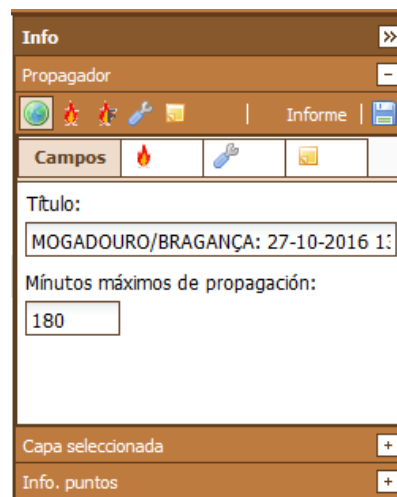 Info
Propagador
Informe
Campos
Título:
MOGADOURO/BRAGANÇA: 27-10-2016
Mínutos máximos de propagación:
180
Capa seleccionada
Info. puntos